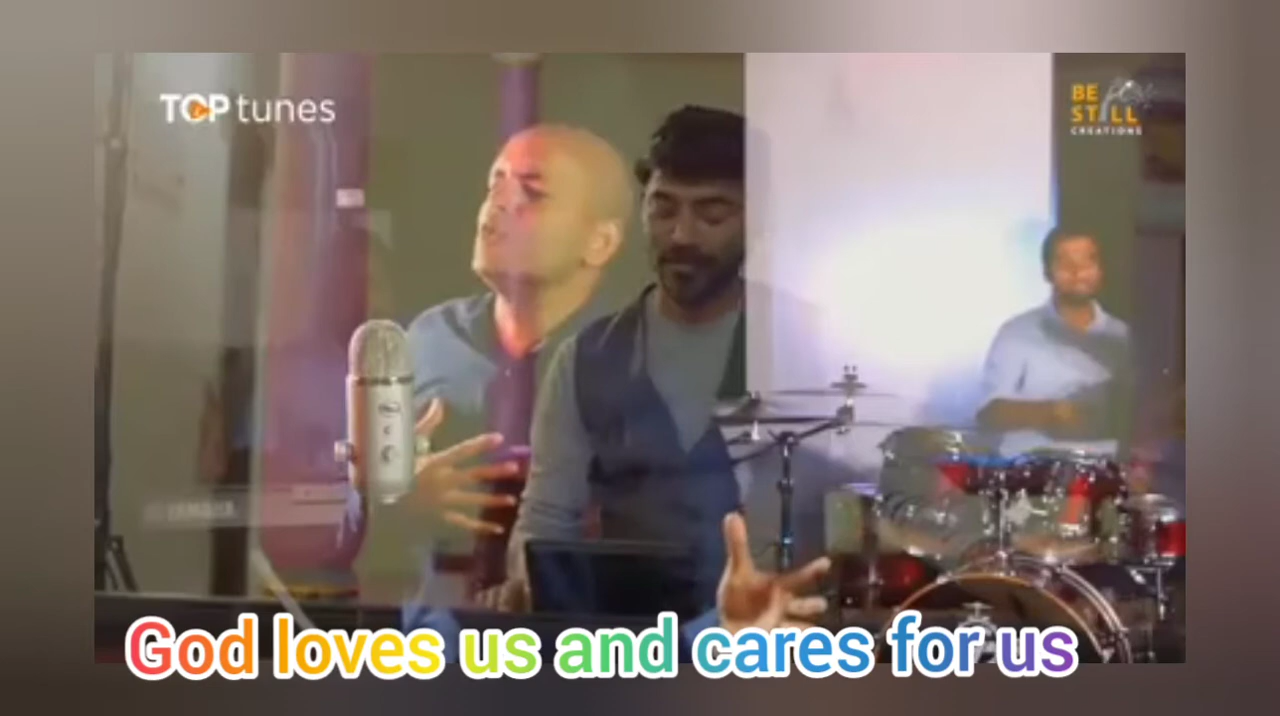 TOP tunes
BE
STILL
CREATIONS
God loves us and cares for us